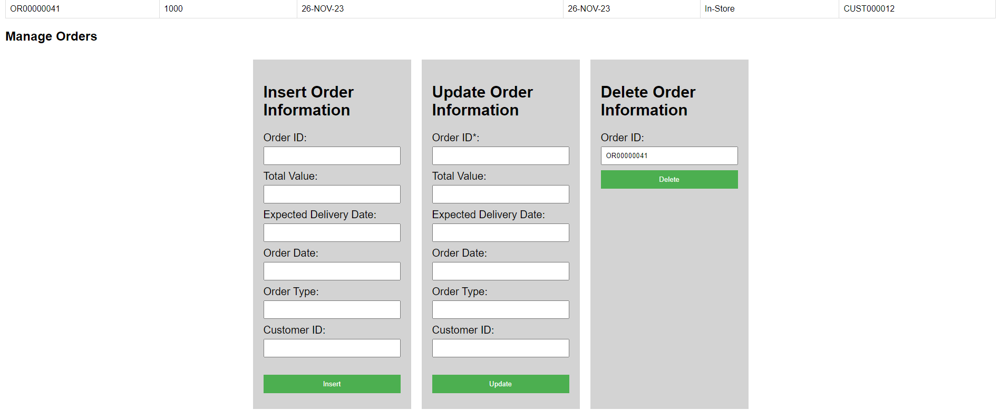 OR00000041 1000 26-NOV-23 26-NOV-23 In-Store CUST000012
Manage Orders
Insert Order
Information
Order ID:
Total Value:
Expected Delivery Date:
Order Date:
Order Type:
Customer ID:
Insert
Update Order
Information
Order ID*:
Total Value:
Expected Delivery Date:
Order Date:
Order Type:
Customer ID:
Update
Delete Order
Information
Order ID:
OR00000041
Delete